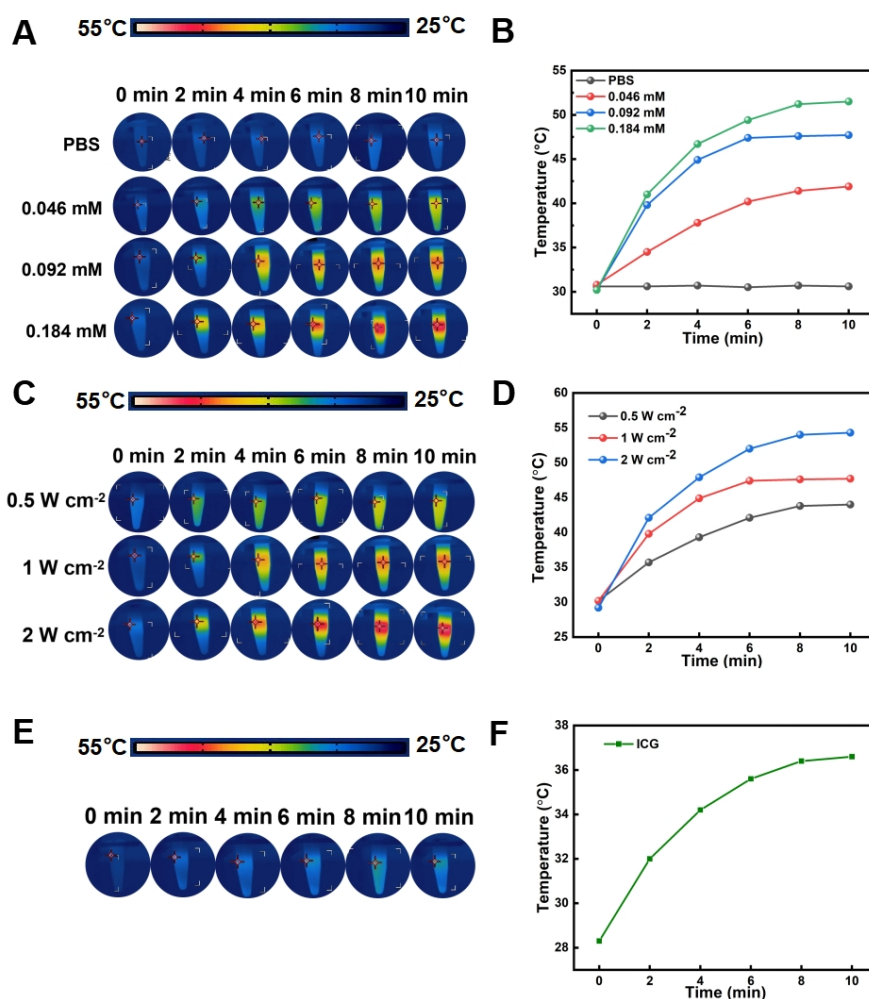 A
55°C 25°C
0 min 2 min 4 min 6 min 8 min 10 min
PBS
0.046 mM
0.092 mM
0.184 mM
B
PBS
0.046 mM
0.092 mM
0.184 mM
55
50
45
40
35
30
Temperature (°C)
0 2 4 6 8 10
Time (min)
C
55°C 25°C
0 min 2 min 4 min 6 min 8 min 10 min
0.5 W cm-2
1 W cm-2
2 W cm-2
D
0.5 W cm-2
1 W cm-2
2 W cm-2
60
55
50
45
40
35
30
25
Temperature (°C)
0 2 4 6 8 10
Time (min)
E
55°C 25°C
0 min 2 min 4 min 6 min 8 min 10 min
F
ICG
38
36
34
32
30
28
Temperature (°C)
0 2 4 6 8 10
Time (min)